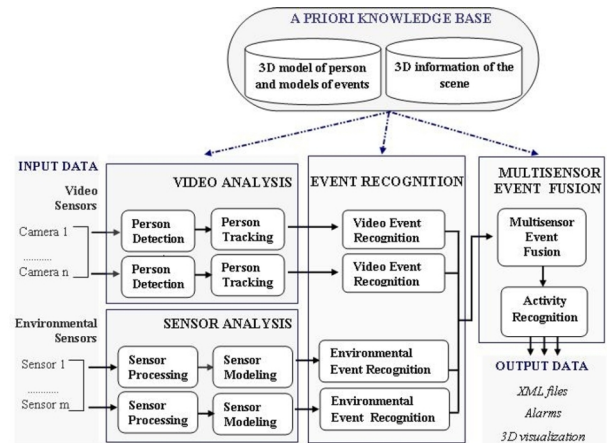 A PRIORI KNOWLEDGE BASE
3D model of person
and models of events
3D information of the
scene
INPUT DATA
Video
Sensors
Camera 1
............
Camera n
VIDEO ANALYSIS
Person
Detection
Person
Tracking
Person
Detection
Person
Tracking
EVENT RECOGNITION
Video Event
Recognition
Video Event
Recognition
MULTISENSOR
EVENT FUSION
Multisensor
Event
Fusion
Activity
Recognition
Environmental
Sensors
Sensor 1
............
Sensor m
SENSOR ANALYSIS
Sensor
Processing
Sensor
Modeling
Sensor
Processing
Sensor
Modeling
Environmental
Event Recognition
Environmental
Event Recognition
OUTPUT DATA
XML files
Alarms
3D visualization